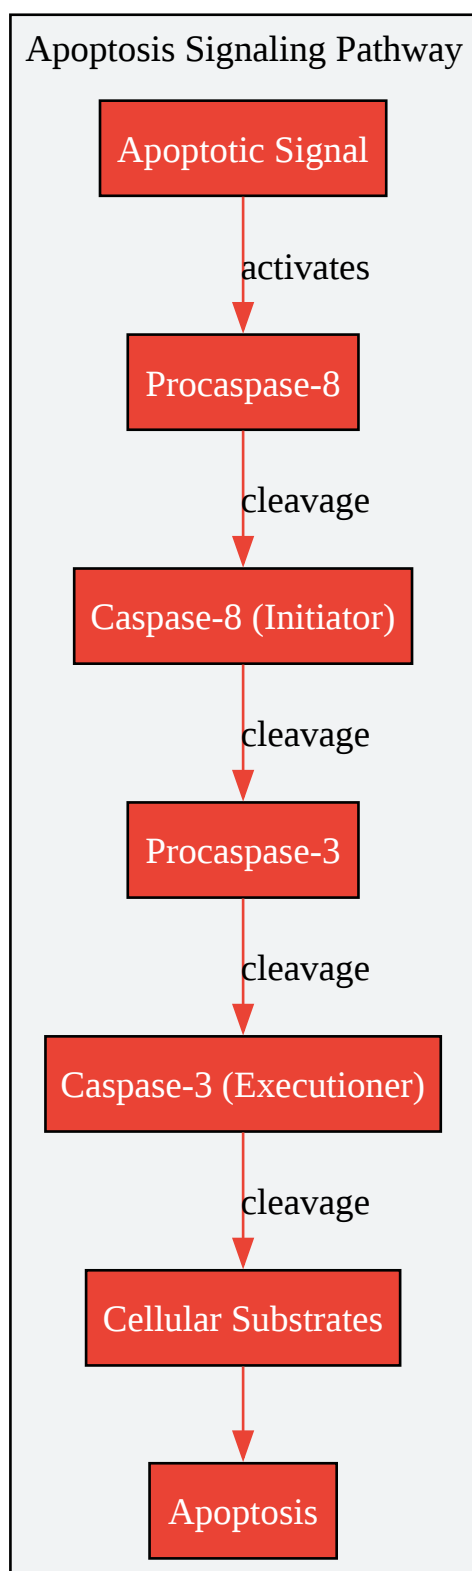 Apoptosis Signaling Pathway
Apoptotic Signal
activates
Procaspase-8
cleavage
Caspase-8 (Initiator)
cleavage
Procaspase-3
cleavage
Caspase-3 (Executioner)
cleavage
Cellular Substrates
Apoptosis